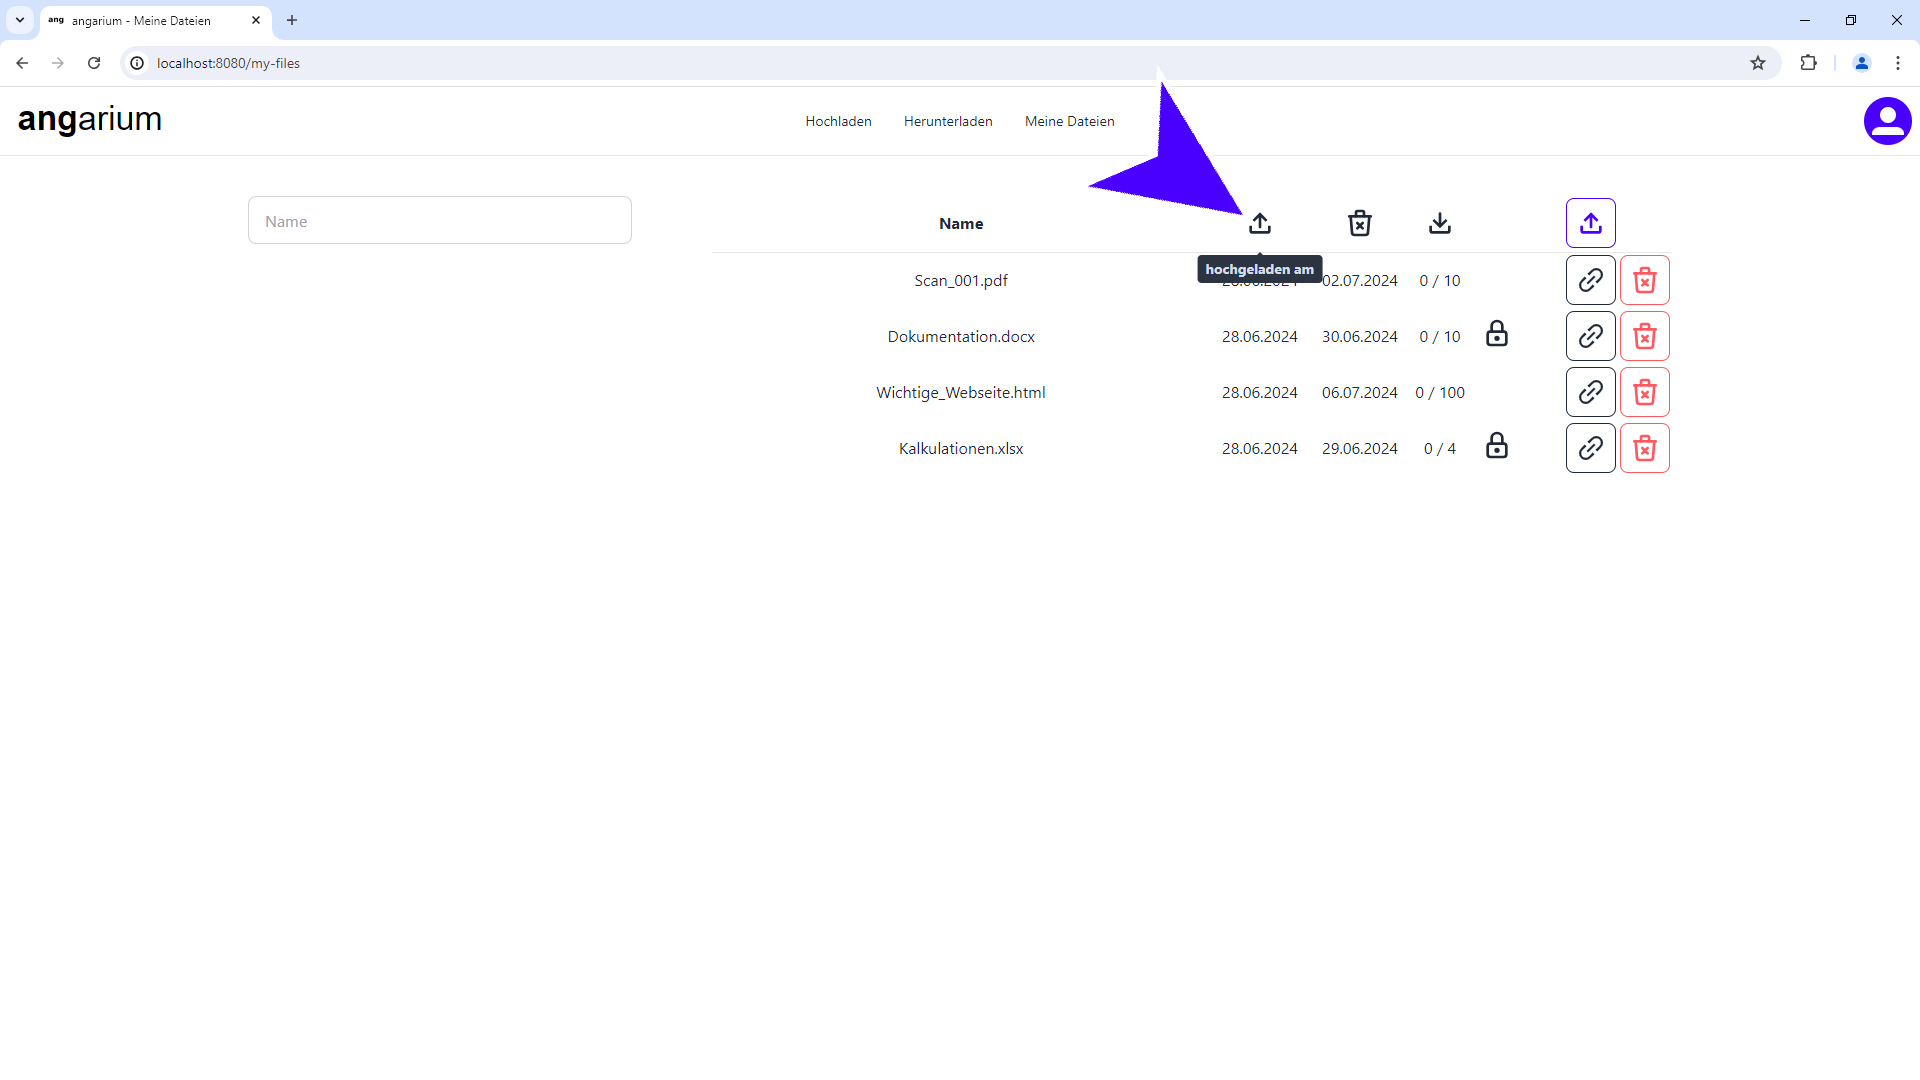 ang angarium - Meine Dateien
localhost:8080/my-files
angarium
Hochladen Herunterladen Meine Dateien
Name
Name
hochgeladen am
Scan_001.pdf 02.07.2024 0 / 10
Dokumentation.docx 28.06.2024 30.06.2024 0 / 10
Wichtige_Webseite.html 28.06.2024 06.07.2024 0 / 100
Kalkulationen.xlsx 28.06.2024 29.06.2024 0 / 4